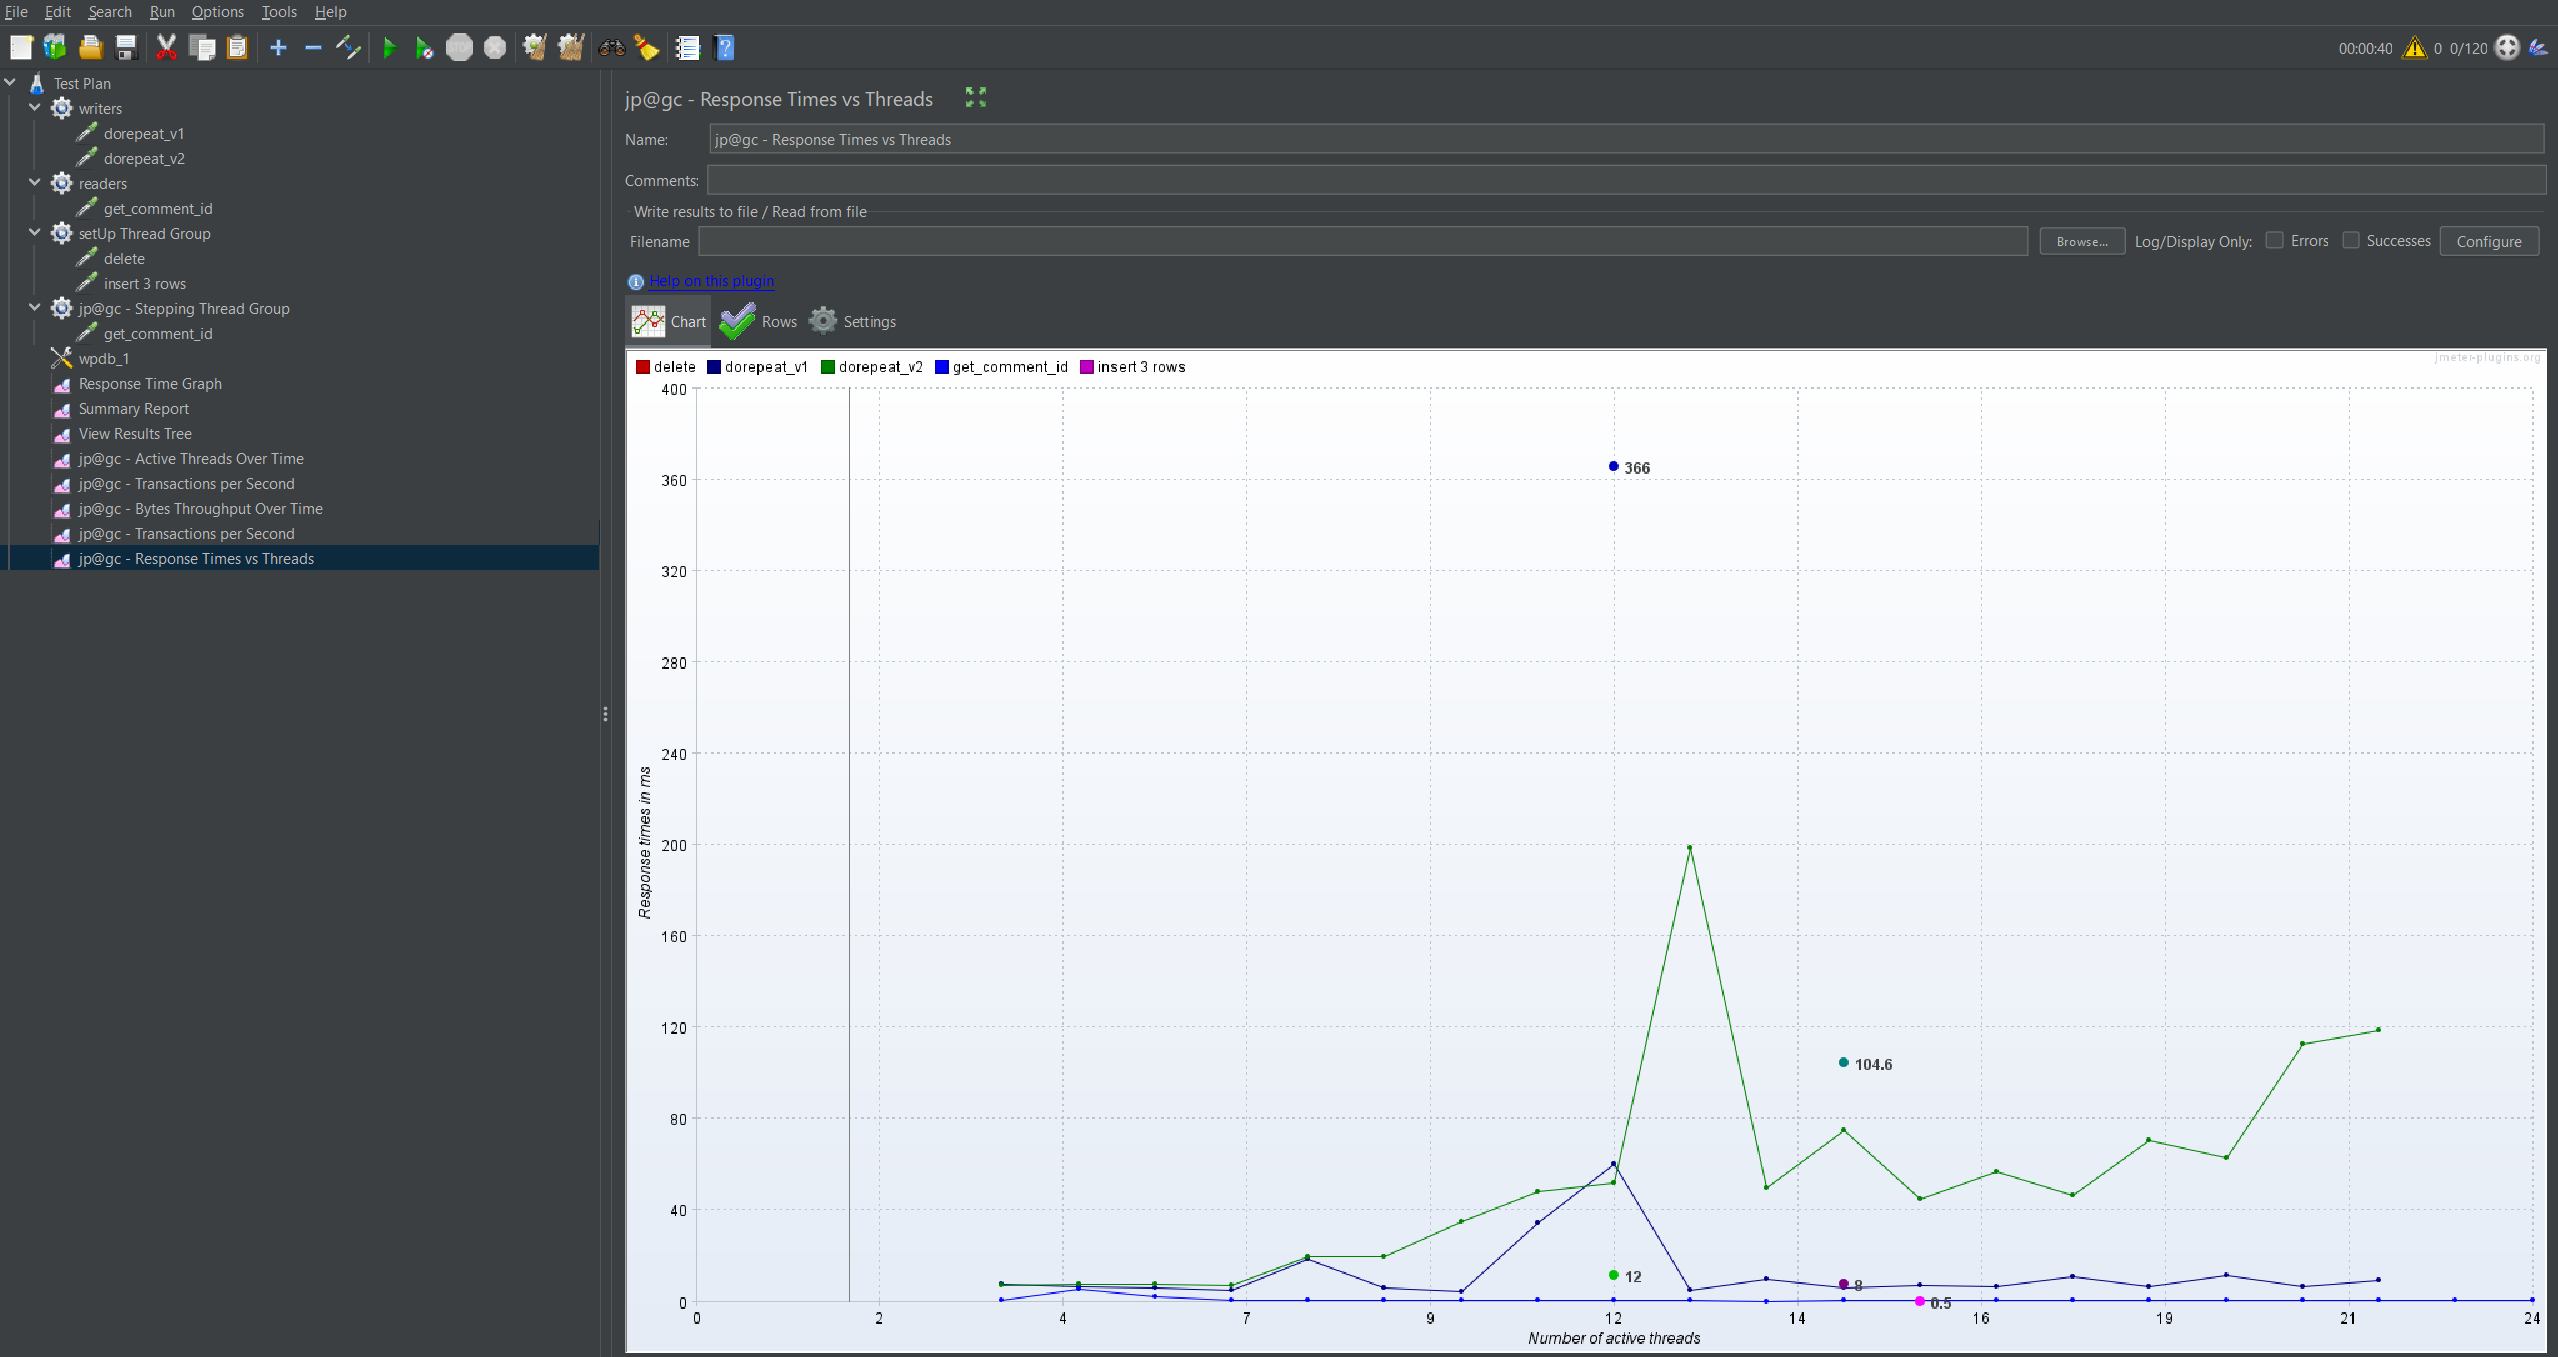 File Edit Search Run Options Tools Help
00:00:40 0 0/120
Test Plan
writers
dorepeat_v1
dorepeat_v2
readers
get_comment_id
setUp Thread Group
delete
insert 3 rows
jp@gc - Stepping Thread Group
get_comment_id
wpdb_1
Response Time Graph
Summary Report
View Results Tree
jp@gc - Active Threads Over Time
jp@gc - Transactions per Second
jp@gc - Bytes Throughput Over Time
jp@gc - Transactions per Second
jp@gc - Response Times vs Threads
jp@gc - Response Times vs Threads
Name: jp@gc - Response Times vs Threads
Comments:
Write results to file / Read from file
Filename Browse... Log/Display Only: Errors Successes Configure
Help on this plugin
Chart Rows Settings
delete dorepeat_v1 dorepeat_v2 get_comment_id insert 3 rows
jmeter-plugins.org
400
360
320
280
240
200
160
120
80
40
0
Response times in ms
366
104.6
12
8
0.5
0 2 4 7 9 12 14 16 19 21 24
Number of active threads